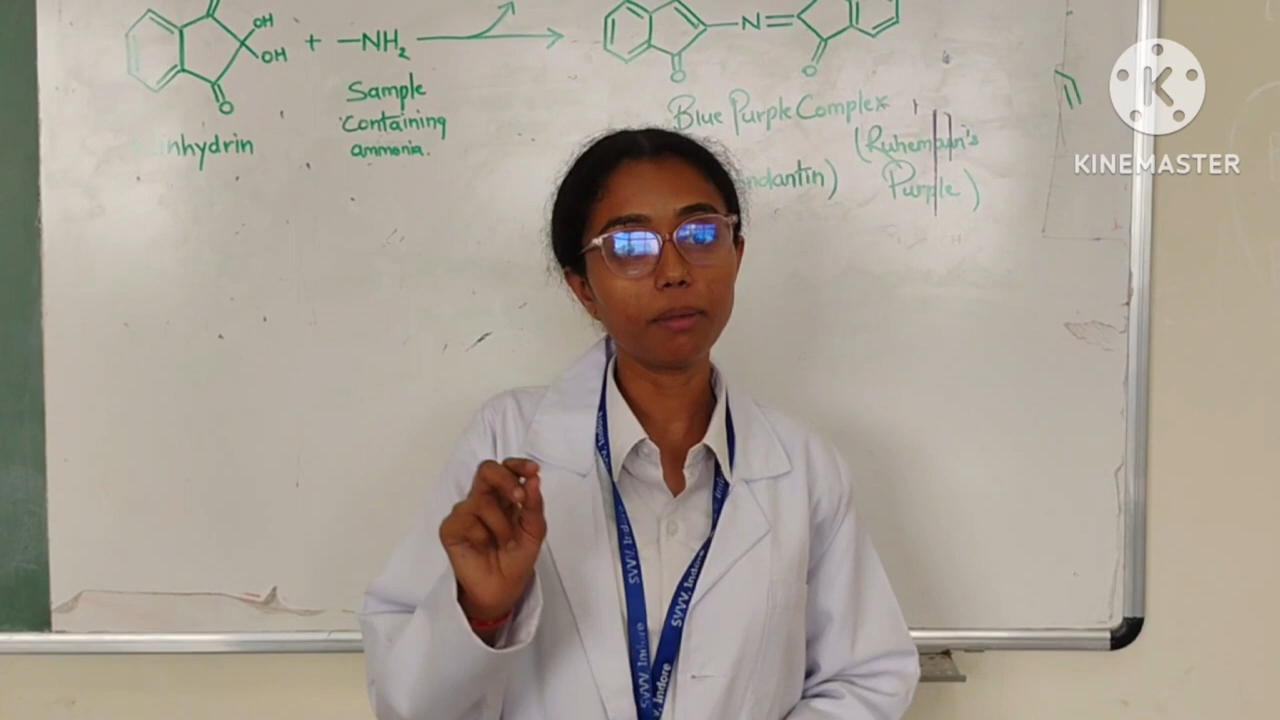 OH
+ —NH2
OH
O
inhydrin
Sample
Containing
ammonia.
N
O
O
Blue Purple Complex
(Ruhemann's
Purple)
ndantin)
KINEMASTER
SVVV, Indore
SVVV, Indore